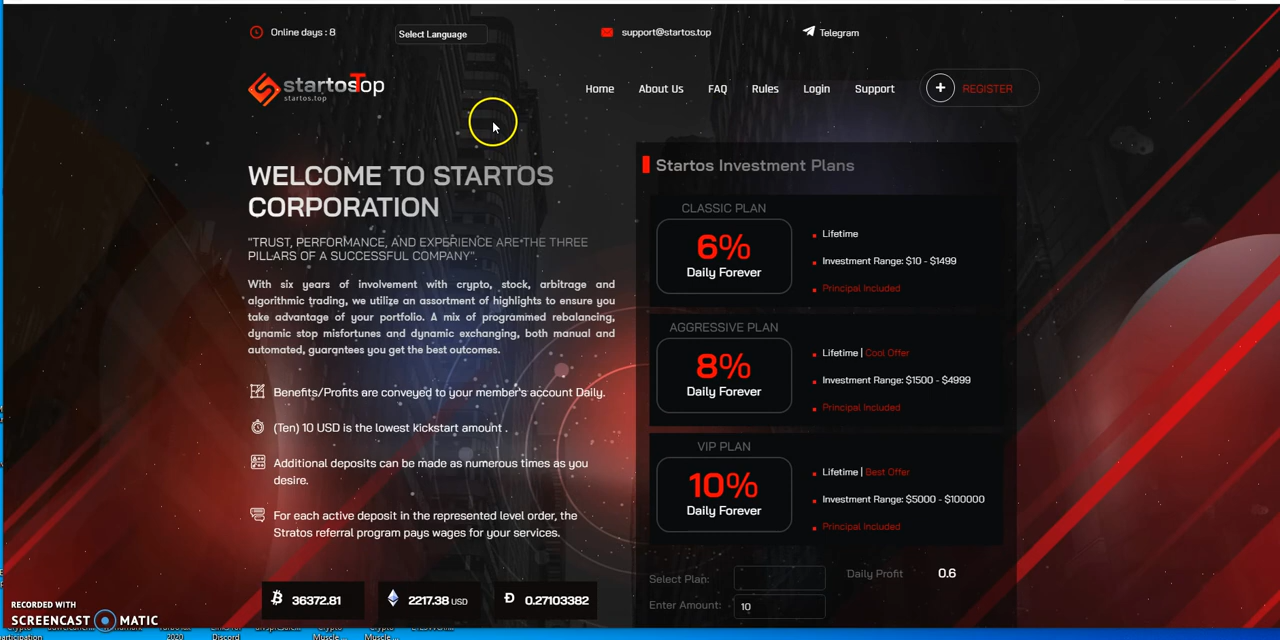 Online days : 8
Select Language
support@startos.top
Telegram
startosTop
startos.top
Home
About Us
FAQ
Rules
Login
Support
REGISTER
WELCOME TO STARTOS
CORPORATION
"TRUST, PERFORMANCE, AND EXPERIENCE ARE THE THREE
PILLARS OF A SUCCESSFUL COMPANY".
With six years of involvement with crypto, stock, arbitrage and
algorithmic trading, we utilize an assortment of highlights to ensure you
take advantage of your portfolio. A mix of programmed rebalancing,
dynamic stop misfortunes and dynamic exchanging, both manual and
automated, guarantees you get the best outcomes.
Benefits/Profits are conveyed to your member's account Daily.
(Ten) 10 USD is the lowest kickstart amount .
Additional deposits can be made as numerous times as you
desire.
For each active deposit in the represented level order, the
Stratos referral program pays wages for your services.
36372.81
2217.38 USD
0.27103382
Startos Investment Plans
CLASSIC PLAN
6%
Daily Forever
Lifetime
Investment Range: $10 - $1499
Principal Included
AGGRESSIVE PLAN
8%
Daily Forever
Lifetime | Cool Offer
Investment Range: $1500 - $4999
Principal Included
VIP PLAN
10%
Daily Forever
Lifetime | Best Offer
Investment Range: $5000 - $100000
Principal Included
Select Plan:
Daily Profit
0.6
Enter Amount:
10
RECORDED WITH
SCREENCAST MATIC